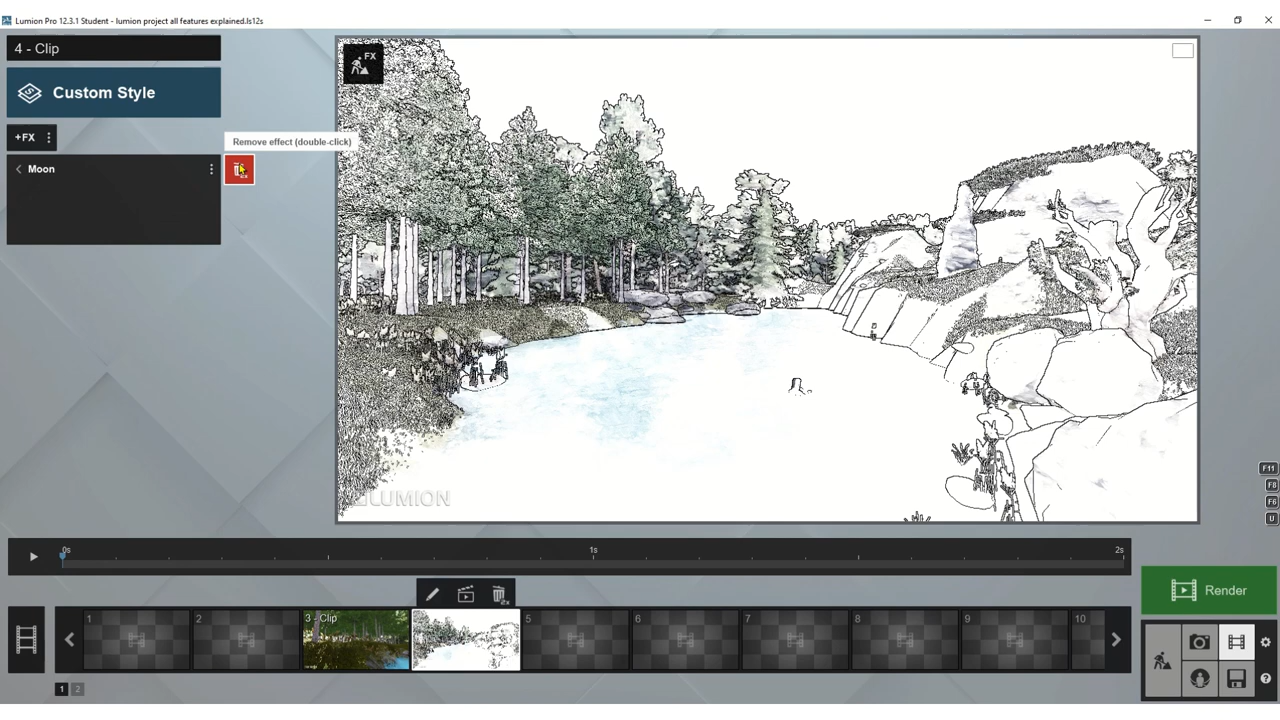 Lumion Pro 12.3.1 Student - lumion project all features explained.ls12s
4 - Clip
Custom Style
+FX
Remove effect (double-click)
Moon
FX
LUMION
F11
F8
F6
U
0s
1s
2s
Render
1
2
3 - Clip
5
6
7
8
9
10
1
2